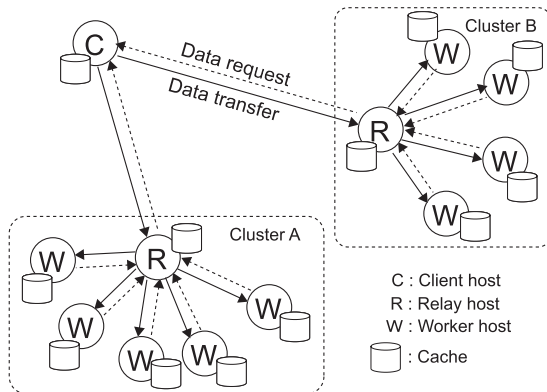 C
Data request
Data transfer
Cluster B
W
W
R
W
W
Cluster A
R
W
W
W
W
W
C : Client host
R : Relay host
W : Worker host
: Cache